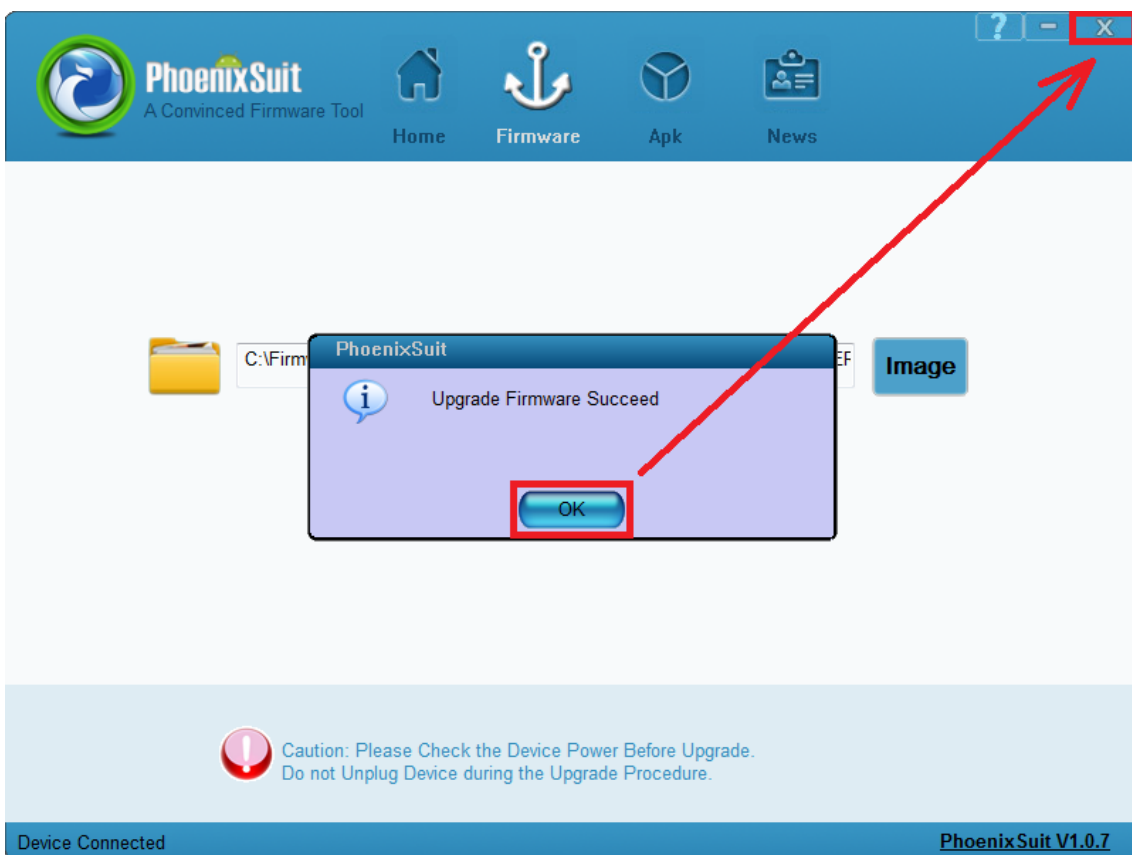 ? - X
PhoenixSuit
A Convinced Firmware Tool
Home Firmware Apk News
C:\Firm
Image
PhoenixSuit
Upgrade Firmware Succeed
OK
Caution: Please Check the Device Power Before Upgrade.
Do not Unplug Device during the Upgrade Procedure.
Device Connected
PhoenixSuit V1.0.7